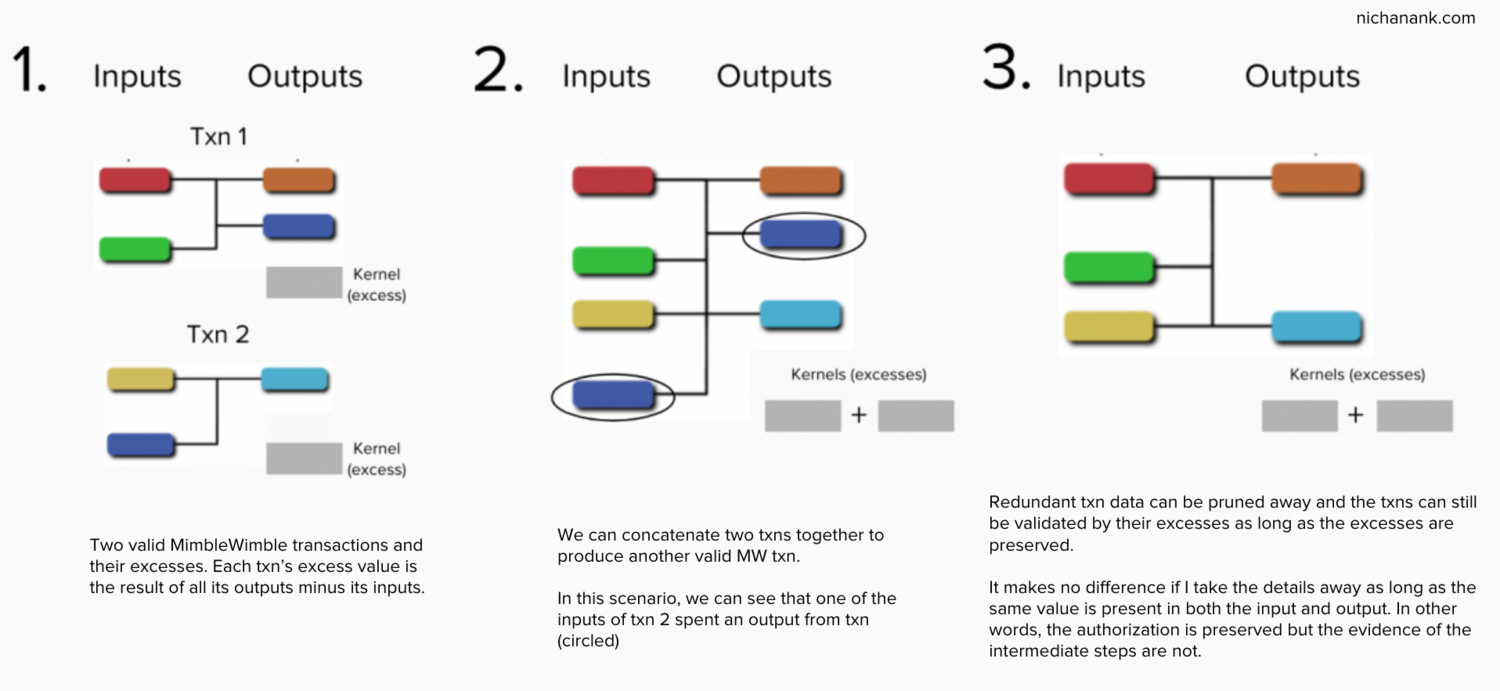 nichanank.com
1. Inputs Outputs
Txn 1
Kernel
(excess)
Txn 2
Kernel
(excess)
Two valid MimbleWimble transactions and
their excesses. Each txn's excess value is
the result of all its outputs minus its inputs.
2. Inputs Outputs
Kernels (excesses)
+
We can concatenate two txns together to
produce another valid MW txn.
In this scenario, we can see that one of the
inputs of txn 2 spent an output from txn
(circled)
3. Inputs Outputs
Kernels (excesses)
+
Redundant txn data can be pruned away and the txns can still
be validated by their excesses as long as the excesses are
preserved.
It makes no difference if I take the details away as long as the
same value is present in both the input and output. In other
words, the authorization is preserved but the evidence of the
intermediate steps are not.